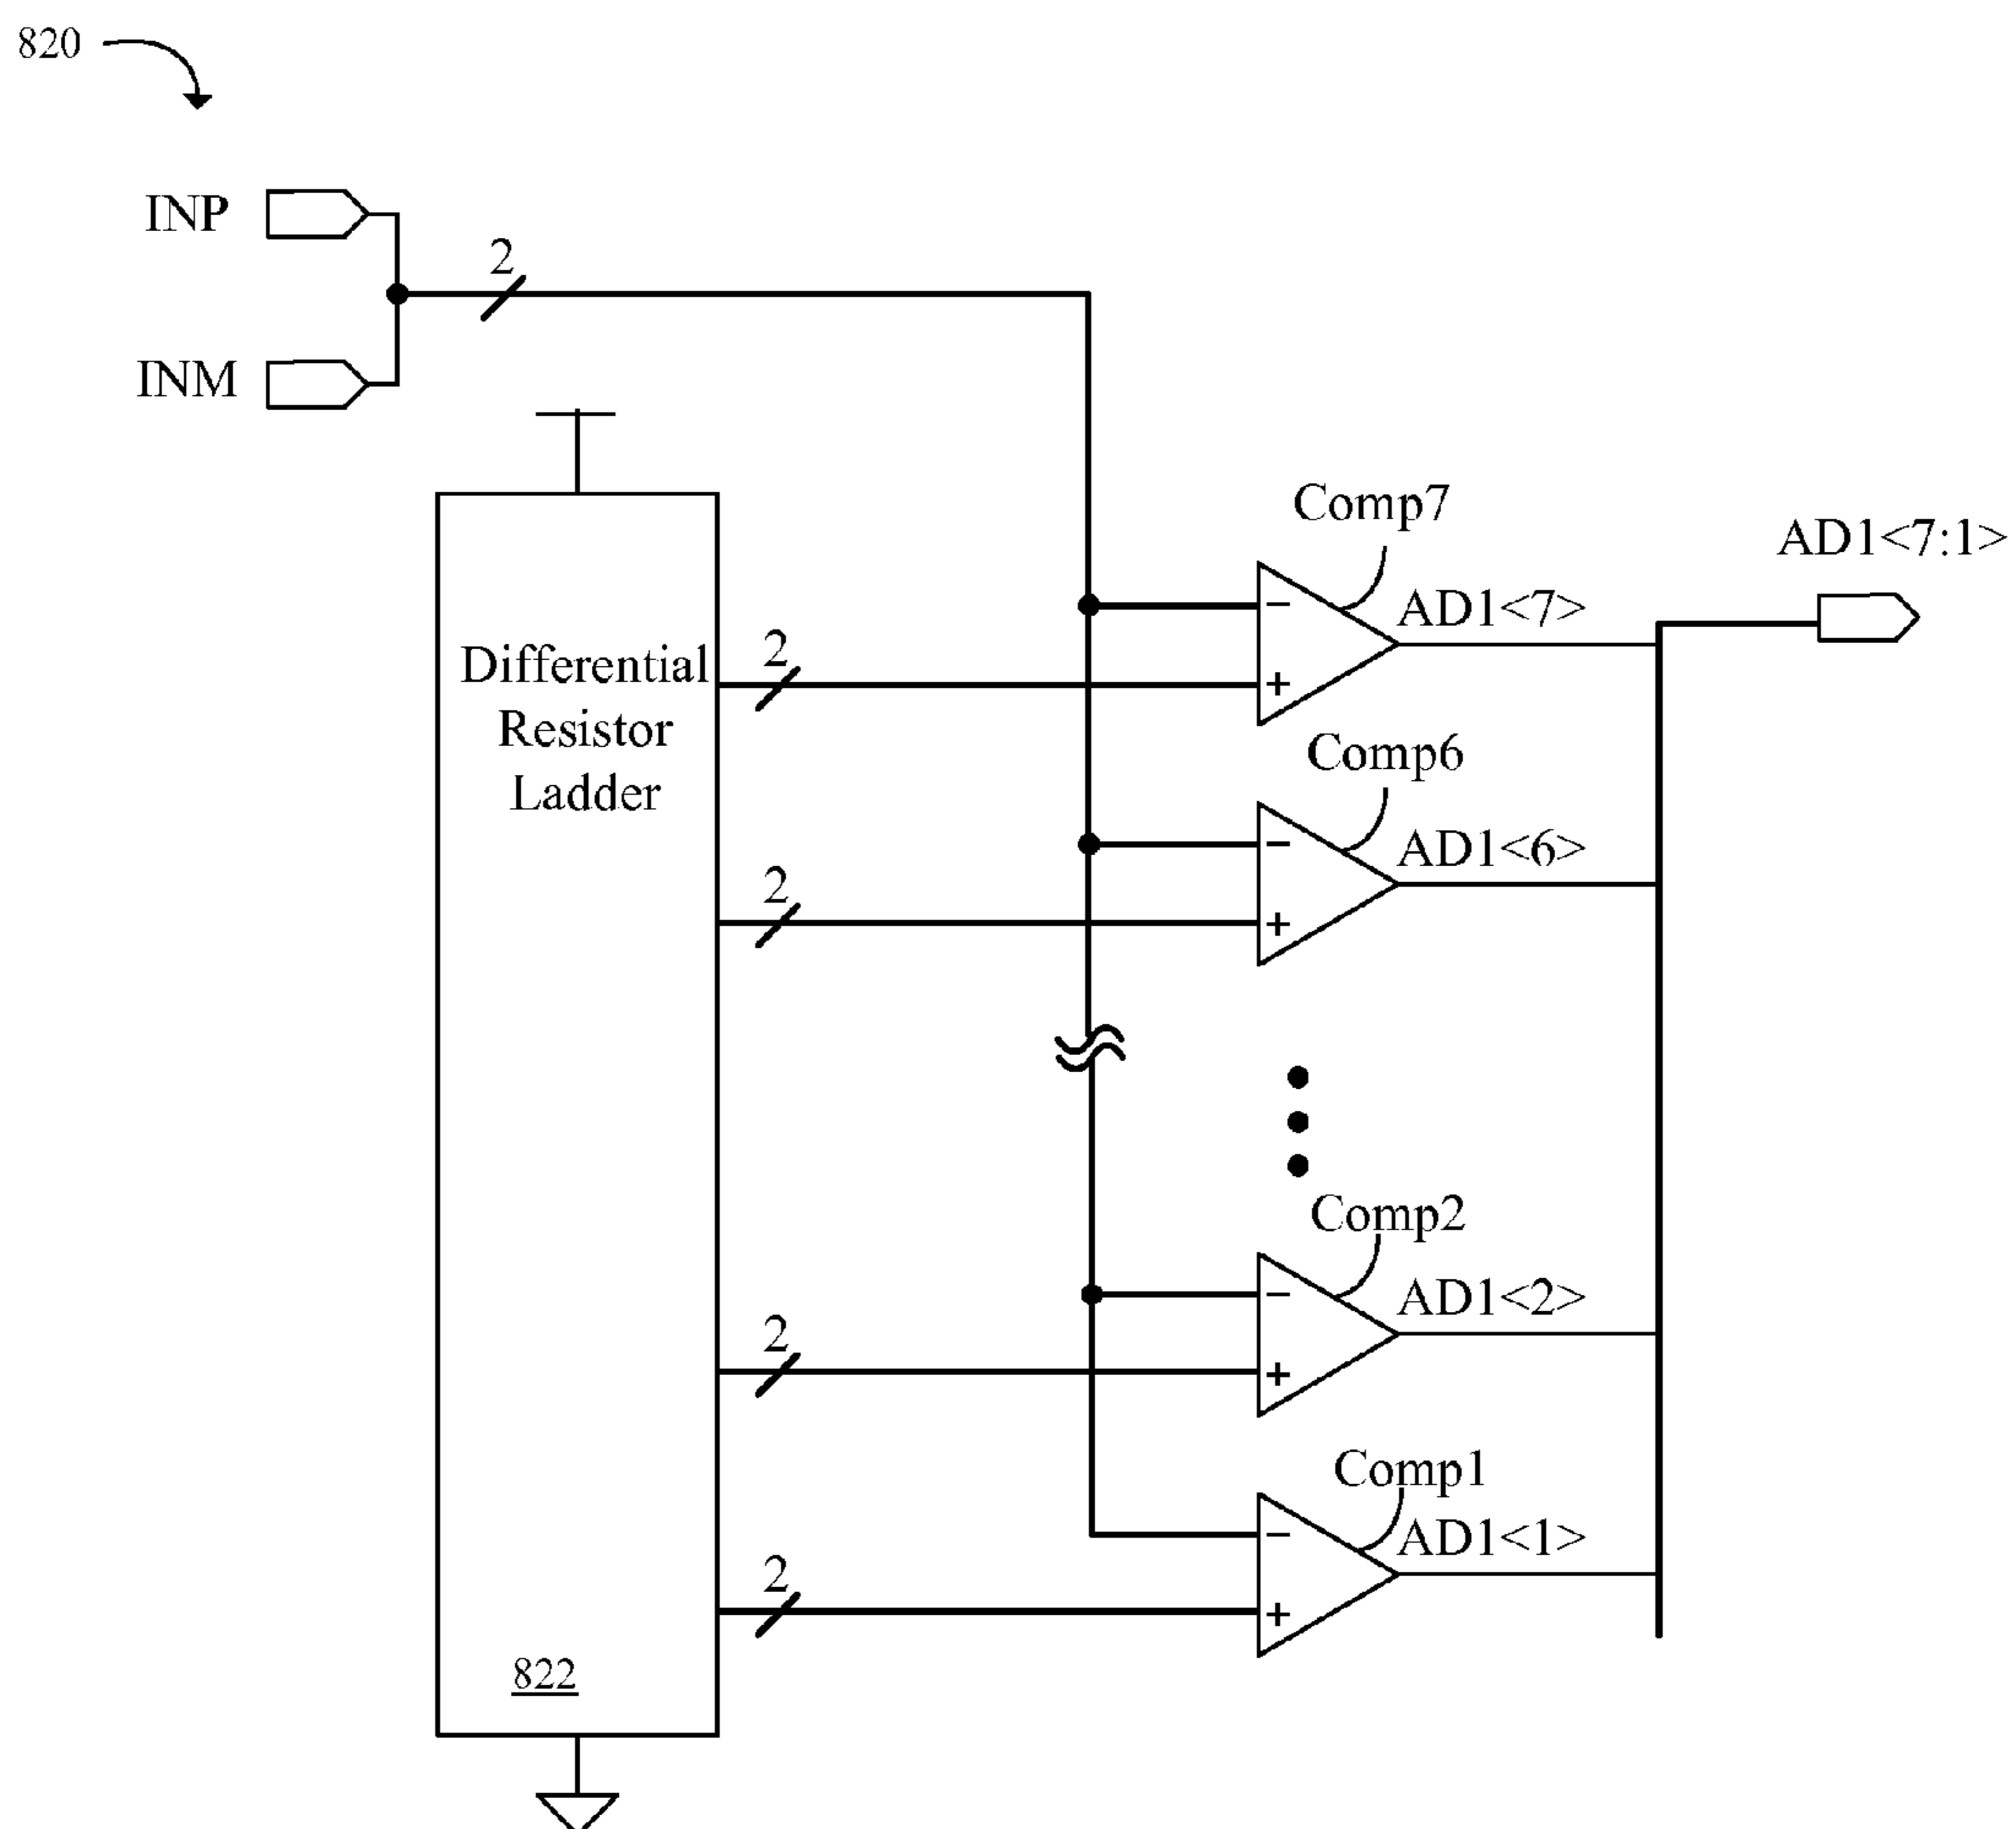 820
INP
2
INM
Comp7
AD1<7:1>
AD1<7>
−
2
+
Differential
Resistor
Ladder
Comp6
AD1<6>
−
2
+
Comp2
AD1<2>
−
2
+
Comp1
AD1<1>
−
2
+
822